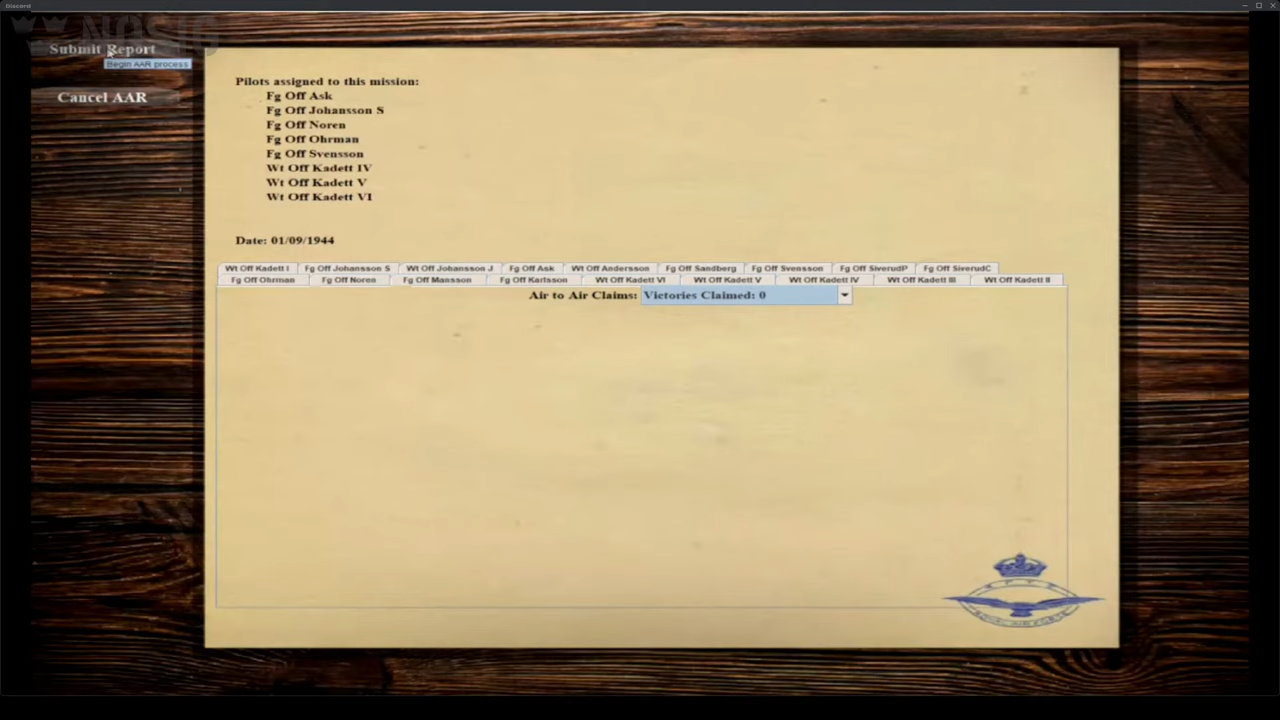 Discord
NOSIG
Submit Report
Begin AAR process
Cancel AAR
Pilots assigned to this mission:
Fg Off Ask
Fg Off Johansson S
Fg Off Noren
Fg Off Ohrman
Fg Off Svensson
Wt Off Kadett IV
Wt Off Kadett V
Wt Off Kadett VI
Date: 01/09/1944
Wt Off Kadett I Fg Off Johansson S Wt Off Johansson J Fg Off Ask Wt Off Andersson Fg Off Sandberg Fg Off Svensson Fg Off SiverudP Fg Off SiverudC
Fg Off Ohrman Fg Off Noren Fg Off Mansson Fg Off Karlsson Wt Off Kadett VI Wt Off Kadett V Wt Off Kadett IV Wt Off Kadett III Wt Off Kadett II
Air to Air Claims: Victories Claimed: 0